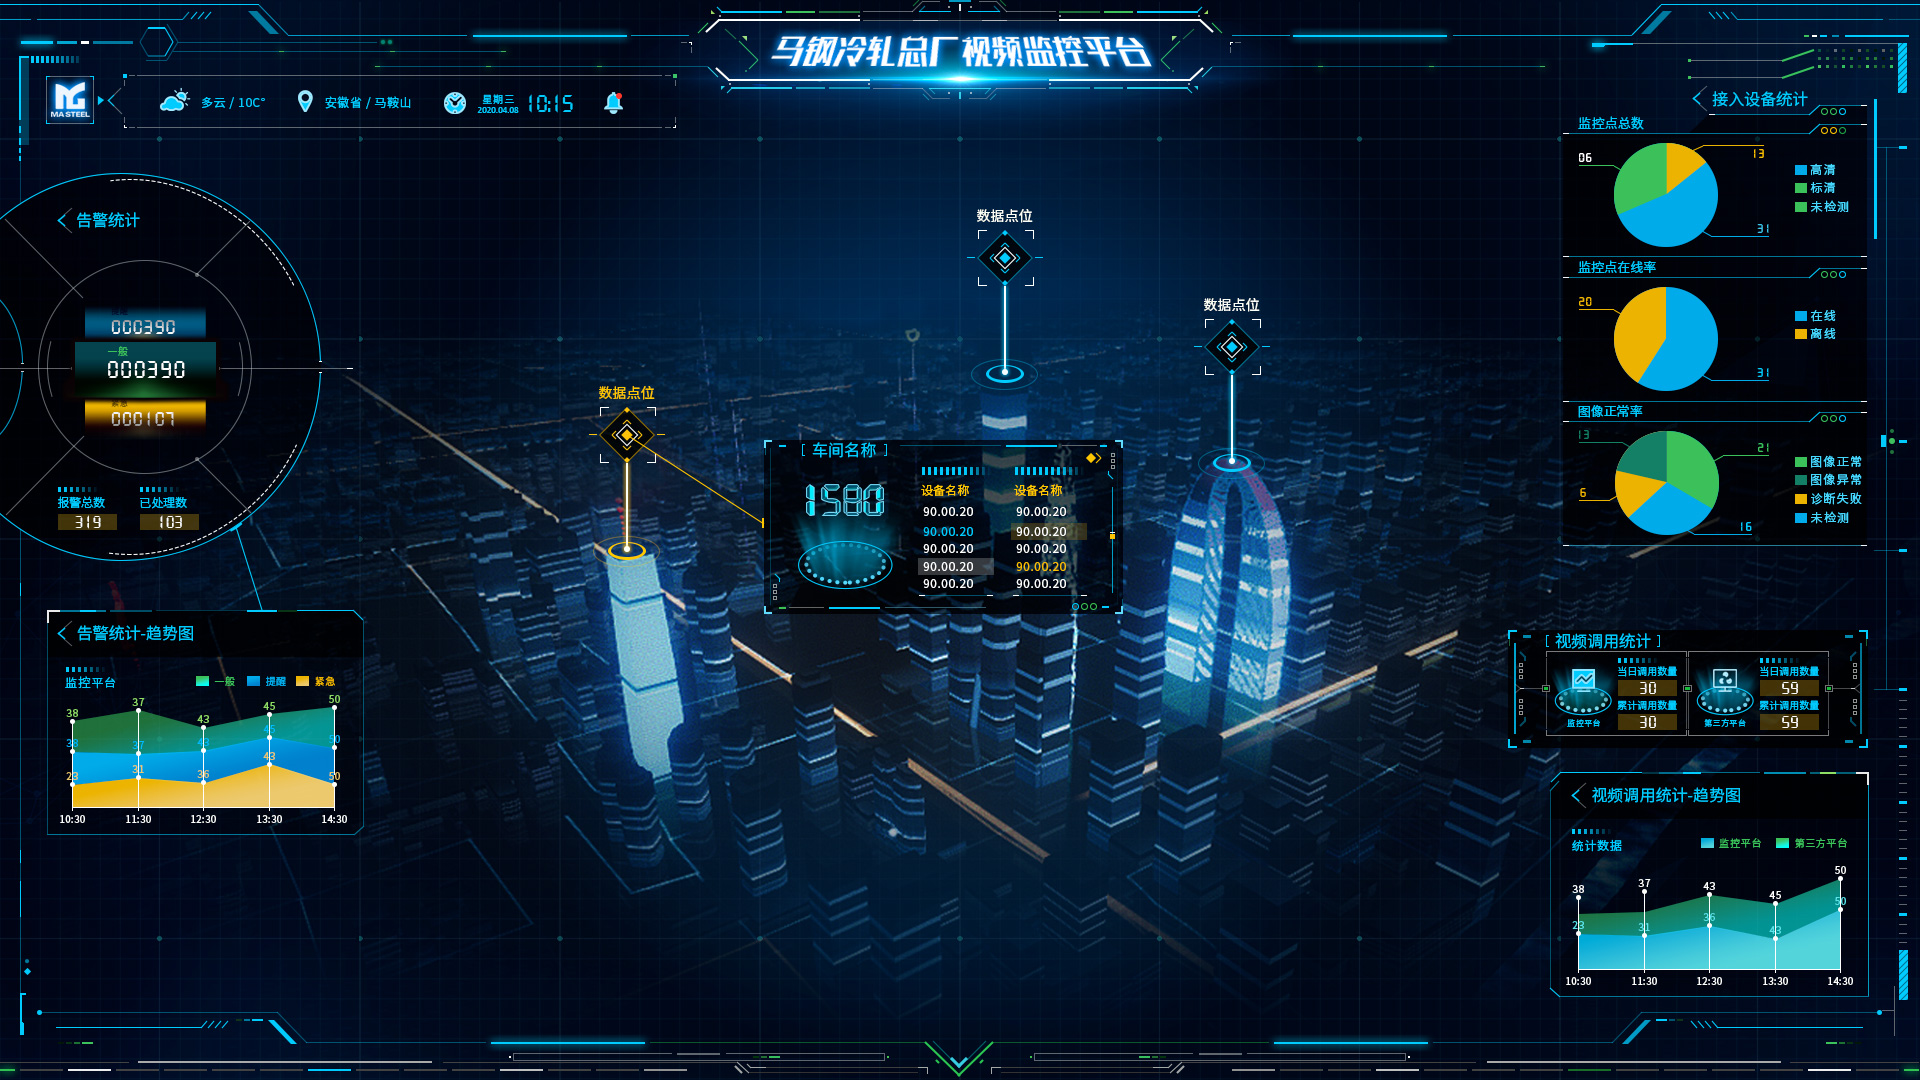 马钢冷轧总厂视频监控平台
MA STEEL
多云 / 10C°
安徽省 / 马鞍山
星期三
2020.04.08
10:15
接入设备统计
监控点总数
06
13
31
高清
标清
未检测
监控点在线率
20
31
在线
离线
图像正常率
13
21
6
16
图像正常
图像异常
诊断失败
未检测
告警统计
000390
一般
000390
紧急
000107
报警总数
已处理数
319
103
数据点位
数据点位
数据点位
[ 车间名称 ]
1580
设备名称
设备名称
90.00.20
90.00.20
90.00.20
90.00.20
90.00.20
90.00.20
90.00.20
90.00.20
90.00.20
90.00.20
告警统计-趋势图
监控平台
一般
提醒
紧急
38
37
43
45
50
38
37
43
45
50
23
31
36
43
50
10:30
11:30
12:30
13:30
14:30
[ 视频调用统计 ]
监控平台
当日调用数量
30
累计调用数量
30
第三方平台
当日调用数量
59
累计调用数量
59
视频调用统计-趋势图
统计数据
监控平台
第三方平台
38
37
43
45
50
23
31
36
43
50
10:30
11:30
12:30
13:30
14:30